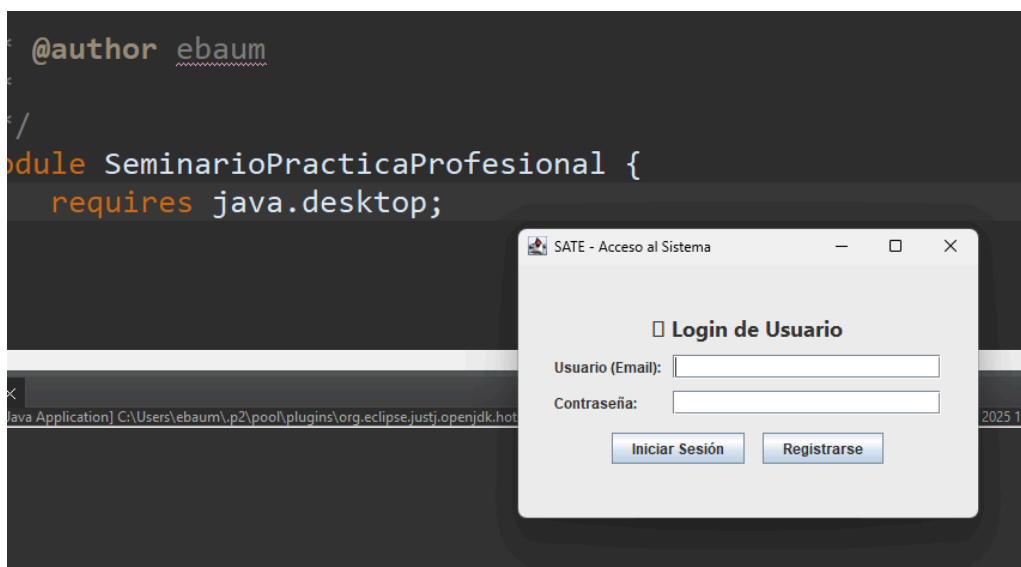 * @author ebaum
*
*/
odule SeminarioPracticaProfesional {
requires java.desktop;
SATE - Acceso al Sistema
Login de Usuario
Usuario (Email):
Contraseña:
Iniciar Sesión
Registrarse
Java Application] C:\Users\ebaum\.p2\pool\plugins\org.eclipse.justj.openjdk.hot
2025 1